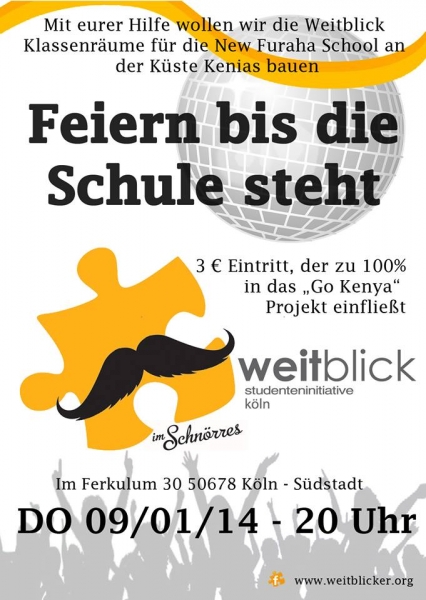 Mit eurer Hilfe wollen wir die Weitblick
Klassenräume für die New Furaha School an
der Küste Kenias bauen
Feiern bis die
Schule steht
3 € Eintritt, der zu 100%
in das „Go Kenya“
Projekt einfließt
weitblick
studenteninitiative
köln
im Schnörres
Im Ferkulum 30 50678 Köln - Südstadt
DO 09/01/14 - 20 Uhr
f www.weitblicker.org